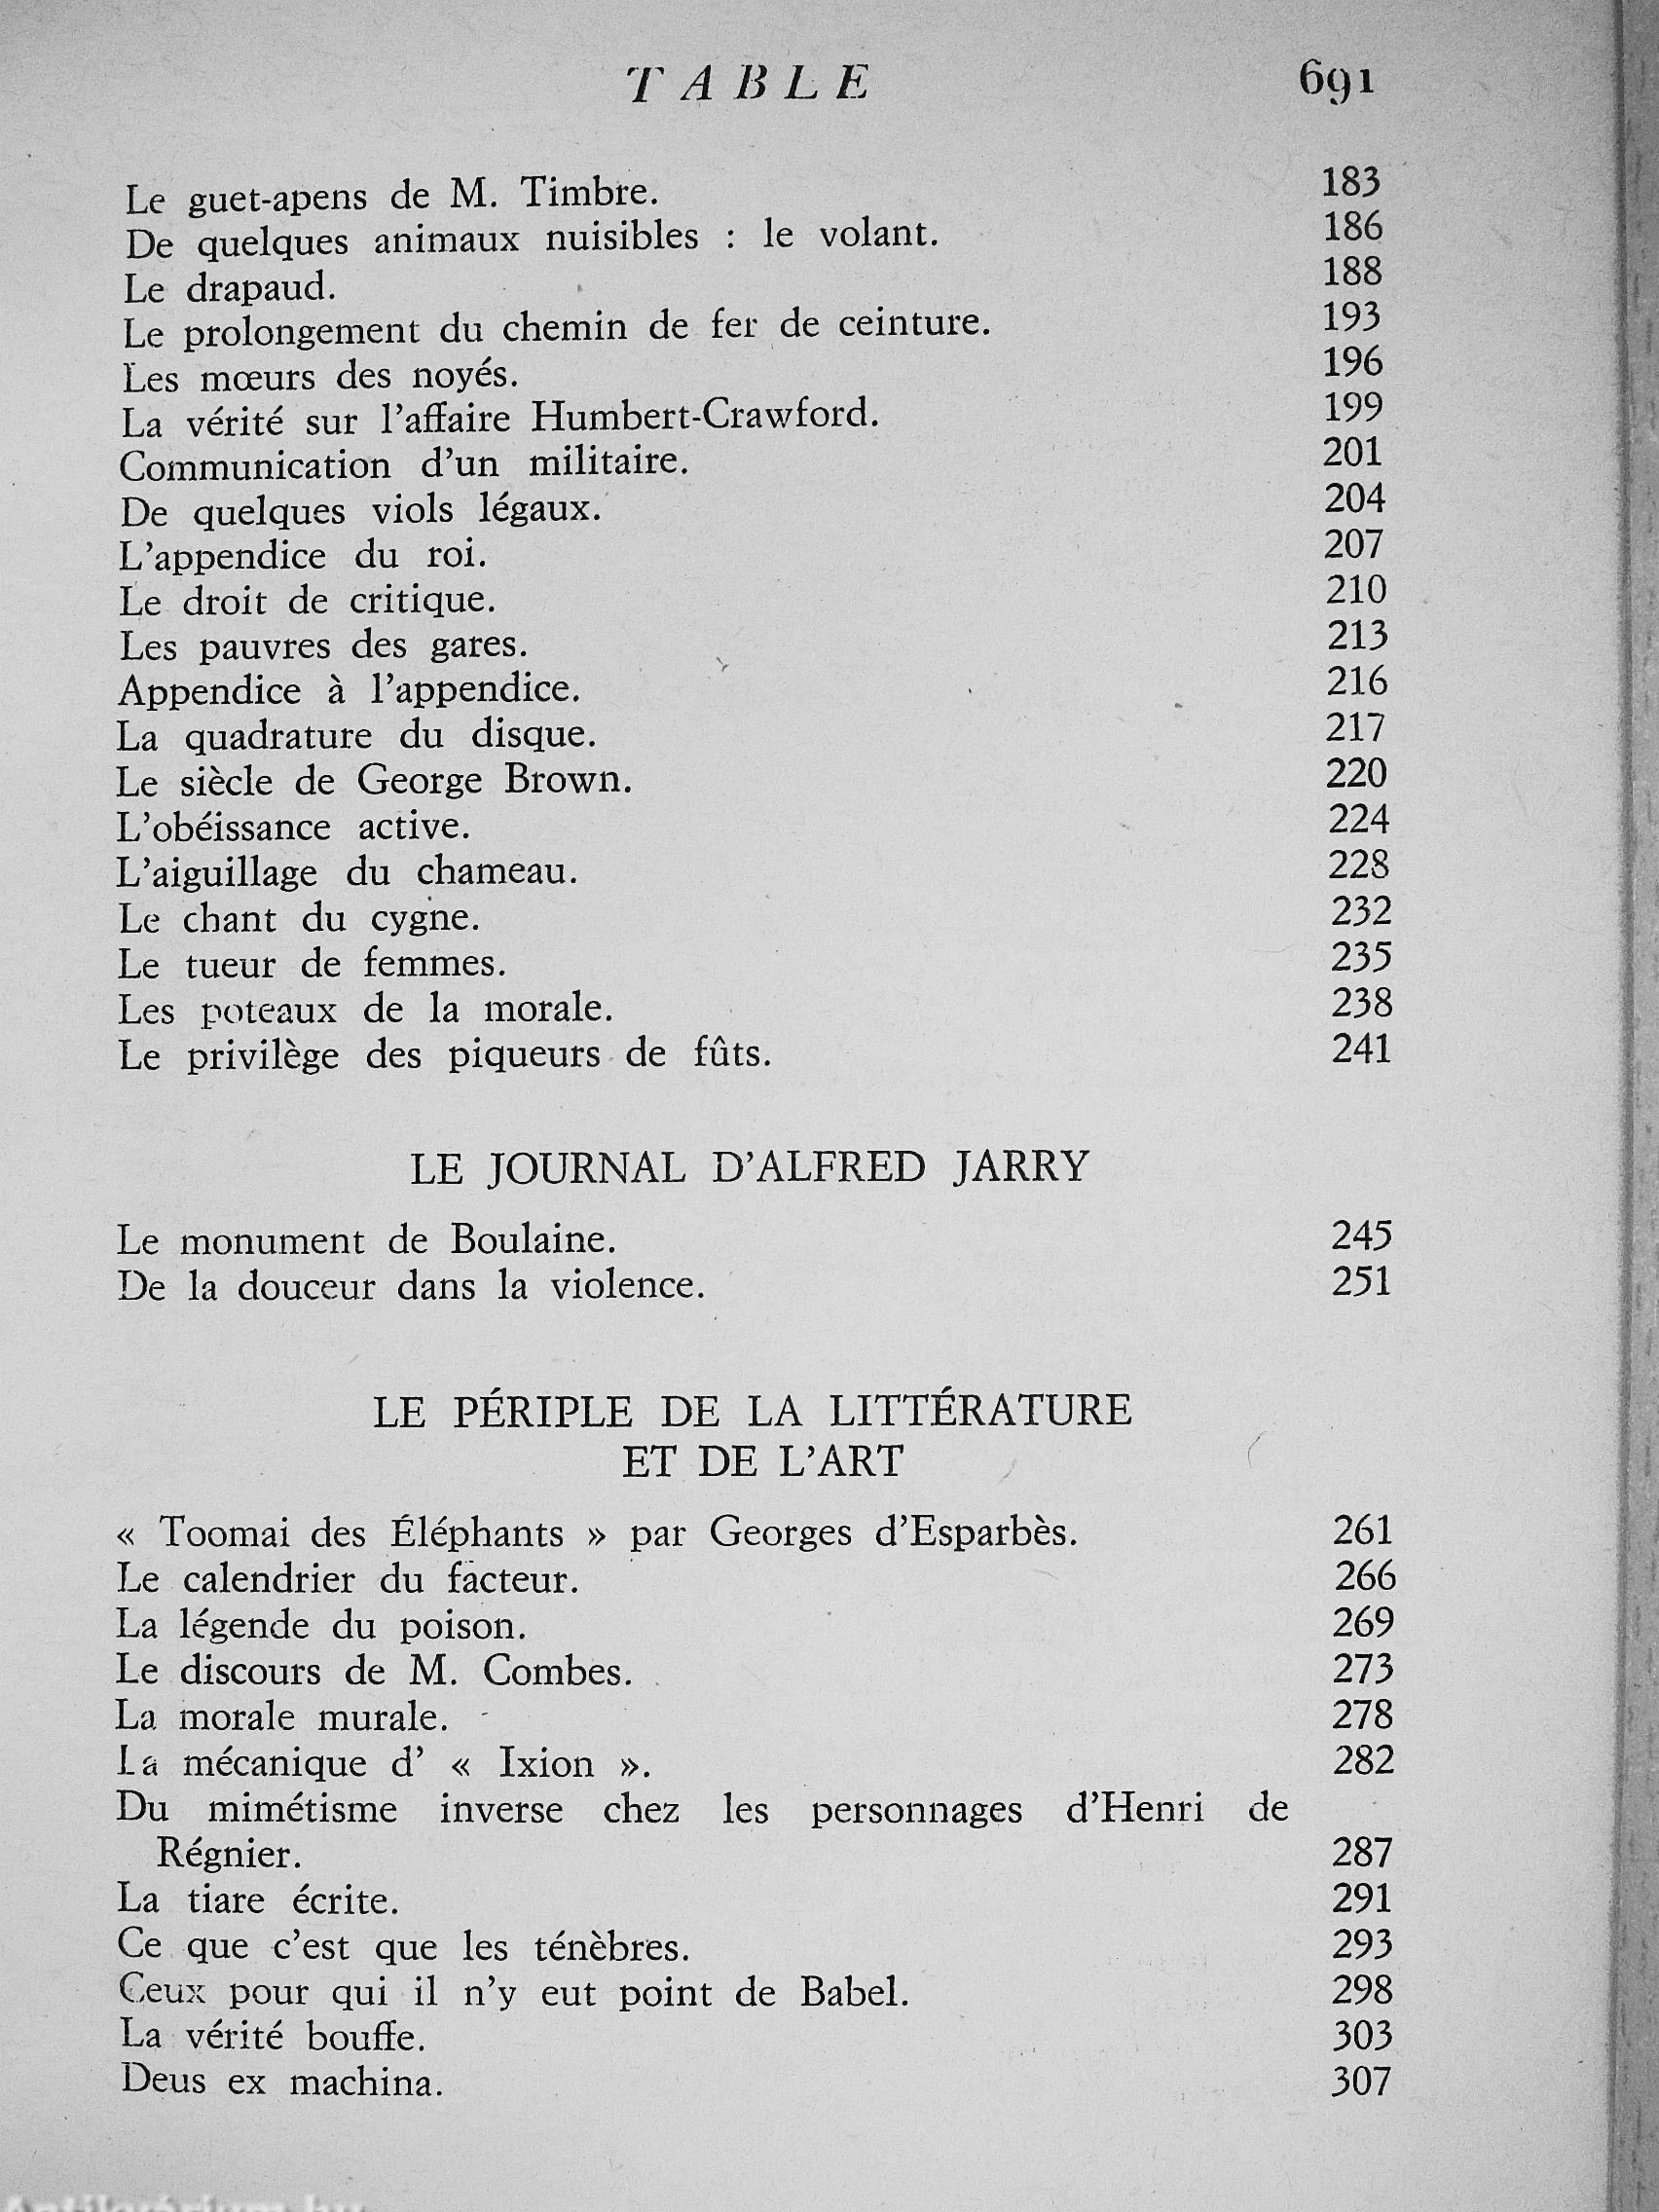 TABLE 691
Le guet-apens de M. Timbre. 183
De quelques animaux nuisibles : le volant. 186
Le drapaud. 188
Le prolongement du chemin de fer de ceinture. 193
Les mœurs des noyés. 196
La vérité sur l'affaire Humbert-Crawford. 199
Communication d'un militaire. 201
De quelques viols légaux. 204
L'appendice du roi. 207
Le droit de critique. 210
Les pauvres des gares. 213
Appendice à l'appendice. 216
La quadrature du disque. 217
Le siècle de George Brown. 220
L'obéissance active. 224
L'aiguillage du chameau. 228
Le chant du cygne. 232
Le tueur de femmes. 235
Les poteaux de la morale. 238
Le privilège des piqueurs de fûts. 241
LE JOURNAL D'ALFRED JARRY
Le monument de Boulaine. 245
De la douceur dans la violence. 251
LE PÉRIPLE DE LA LITTÉRATURE
ET DE L'ART
« Toomai des Éléphants » par Georges d'Esparbès. 261
Le calendrier du facteur. 266
La légende du poison. 269
Le discours de M. Combes. 273
La morale murale. 278
La mécanique d' « Ixion ». 282
Du mimétisme inverse chez les personnages d'Henri de
Régnier. 287
La tiare écrite. 291
Ce que c'est que les ténèbres. 293
Ceux pour qui il n'y eut point de Babel. 298
La vérité bouffe. 303
Deus ex machina. 307